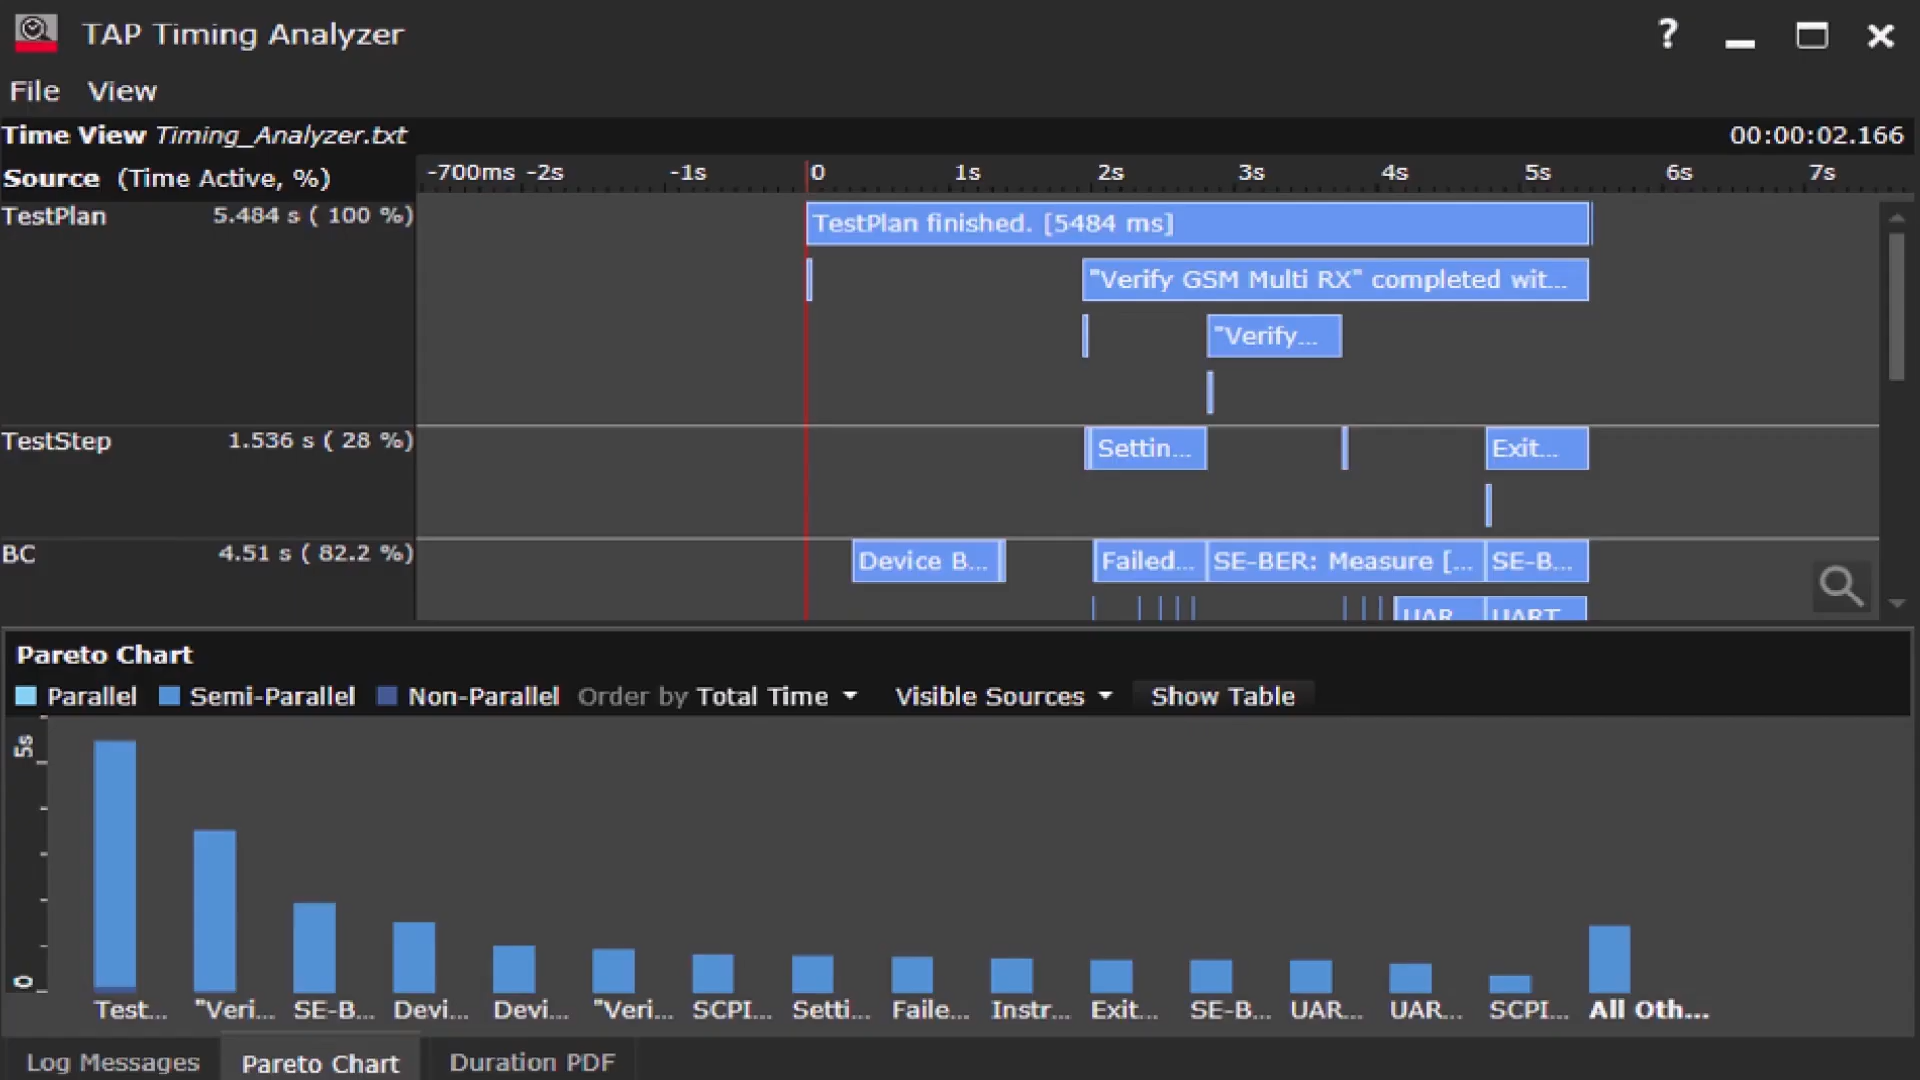 TAP Timing Analyzer
?
File View
Time View Timing_Analyzer.txt 00:00:02.166
Source (Time Active, %) -700ms -2s -1s 0 1s 2s 3s 4s 5s 6s 7s
TestPlan 5.484 s ( 100 %)
TestPlan finished. [5484 ms]
"Verify GSM Multi RX" completed wit...
"Verify...
TestStep 1.536 s ( 28 %) Settin... Exit...
BC 4.51 s ( 82.2 %) Device B... Failed... SE-BER: Measure [... SE-B...
UAR UART
Pareto Chart
Parallel Semi-Parallel Non-Parallel Order by Total Time Visible Sources Show Table
5s
0
Test... "Veri... SE-B... Devi... Devi... "Veri... SCPI... Setti... Faile... Instr... Exit... SE-B... UAR... UAR... SCPI... All Oth...
Log Messages Pareto Chart Duration PDF